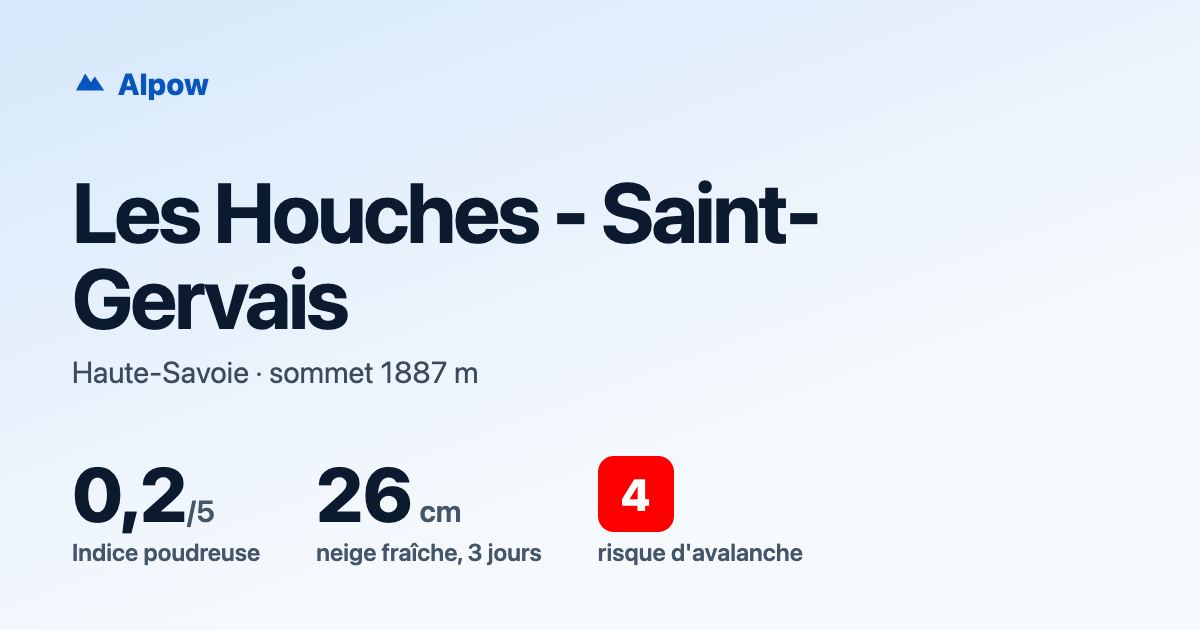 Alpow
Les Houches - Saint-
Gervais
Haute-Savoie · sommet 1887 m
0,2/5
Indice poudreuse
26 cm
neige fraîche, 3 jours
4
risque d'avalanche